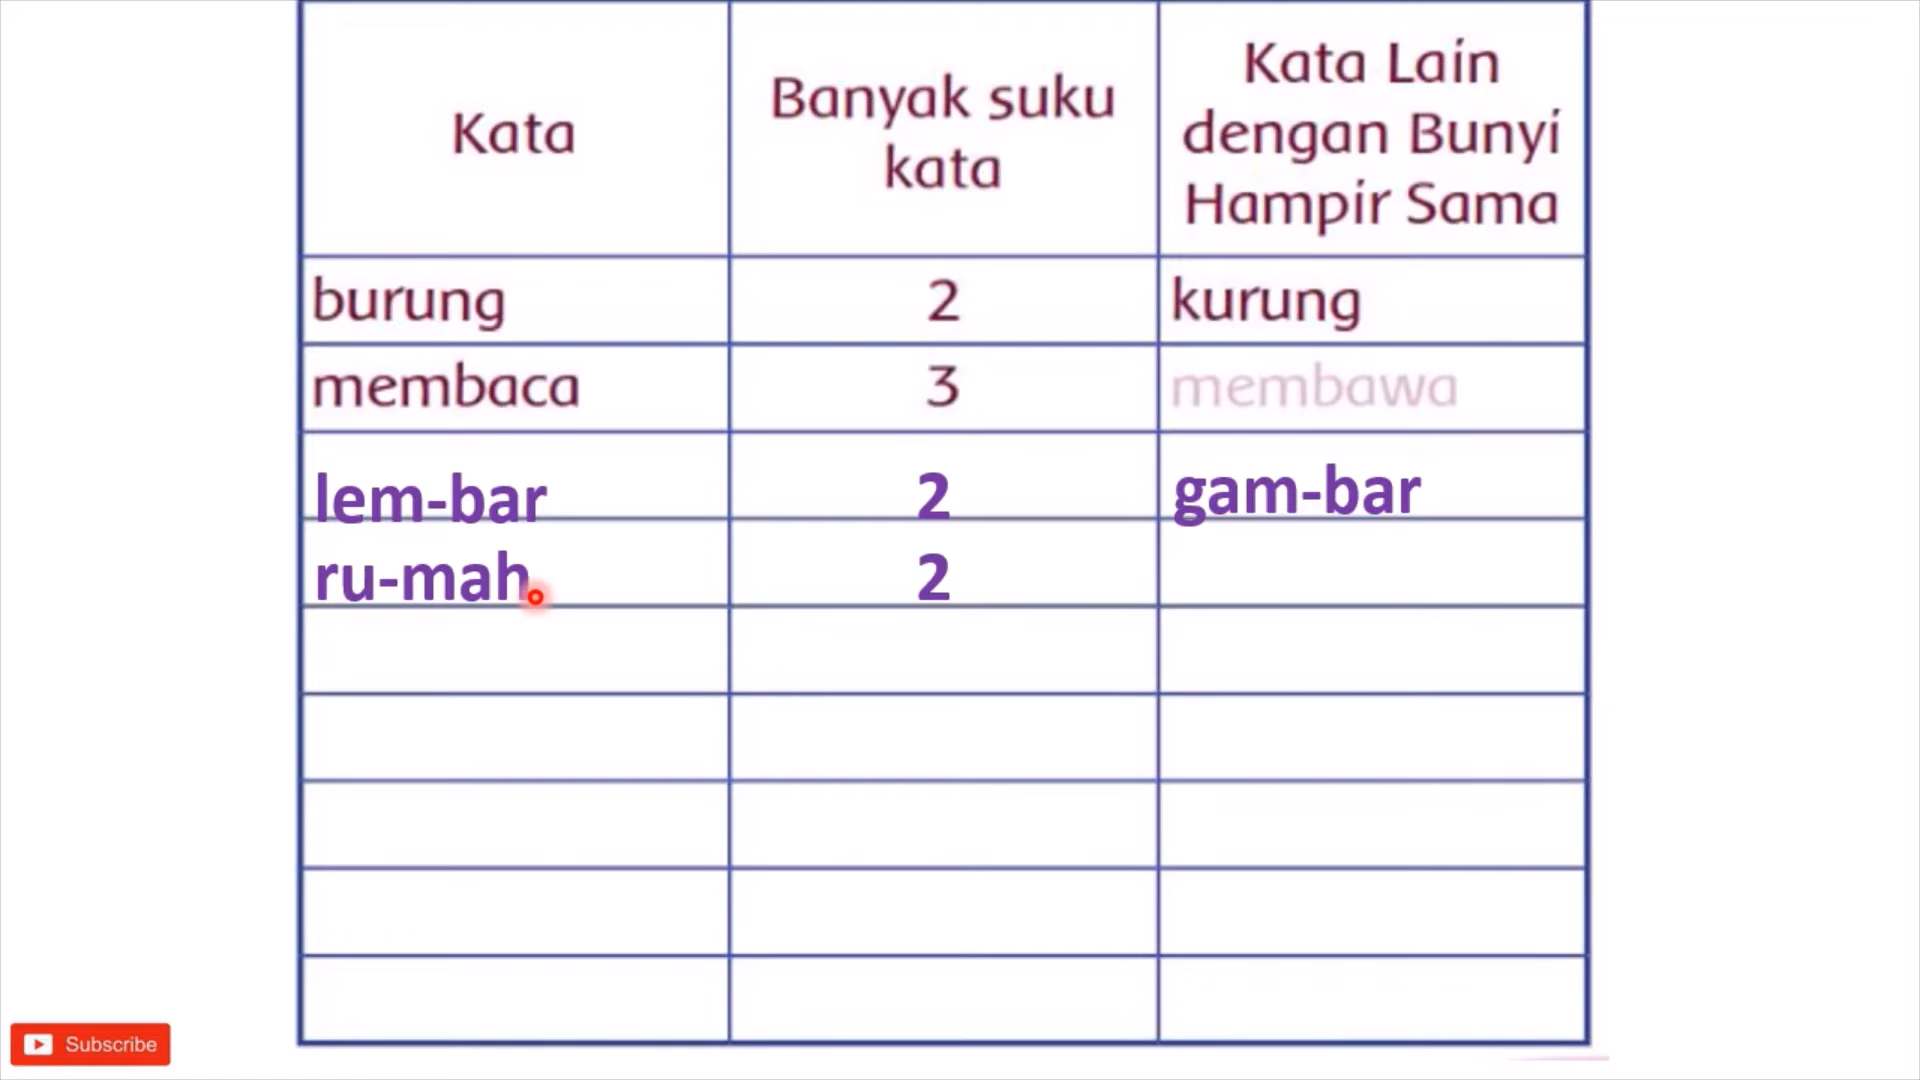 Kata
Banyak suku
kata
Kata Lain
dengan Bunyi
Hampir Sama
burung 2 kurung
membaca 3 membawa
lem-bar 2 gam-bar
ru-mah 2
Subscribe